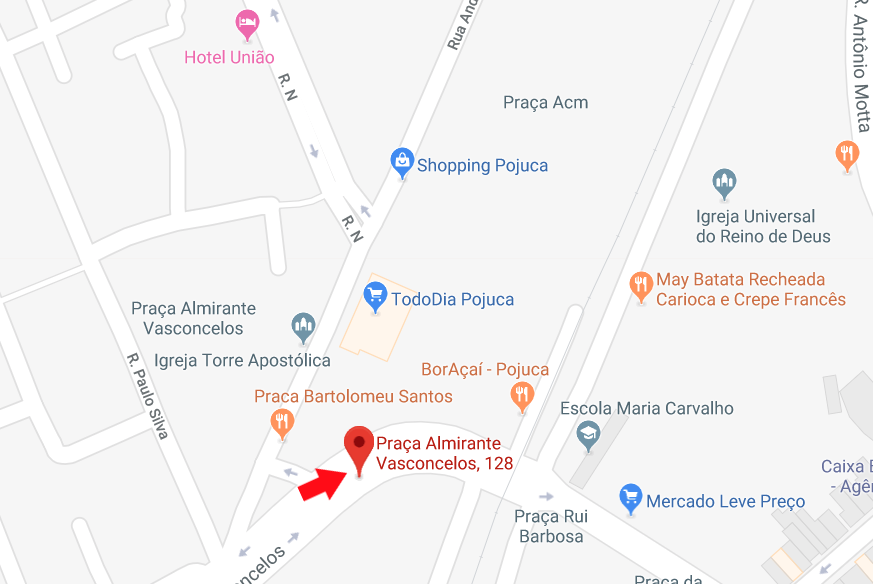 Hotel União
R. N
Rua And
R. Antônio Motta
Praça Acm
Shopping Pojuca
R. N
Igreja Universal
do Reino de Deus
May Batata Recheada
Carioca e Crepe Francês
TodoDia Pojuca
Praça Almirante
Vasconcelos
Igreja Torre Apostólica
R. Paulo Silva
BorAçaí - Pojuca
Praca Bartolomeu Santos
Escola Maria Carvalho
Praça Almirante
Vasconcelos, 128
Caixa E
- Agên
Mercado Leve Preço
Praça Rui
Barbosa
ncelos
Praça da